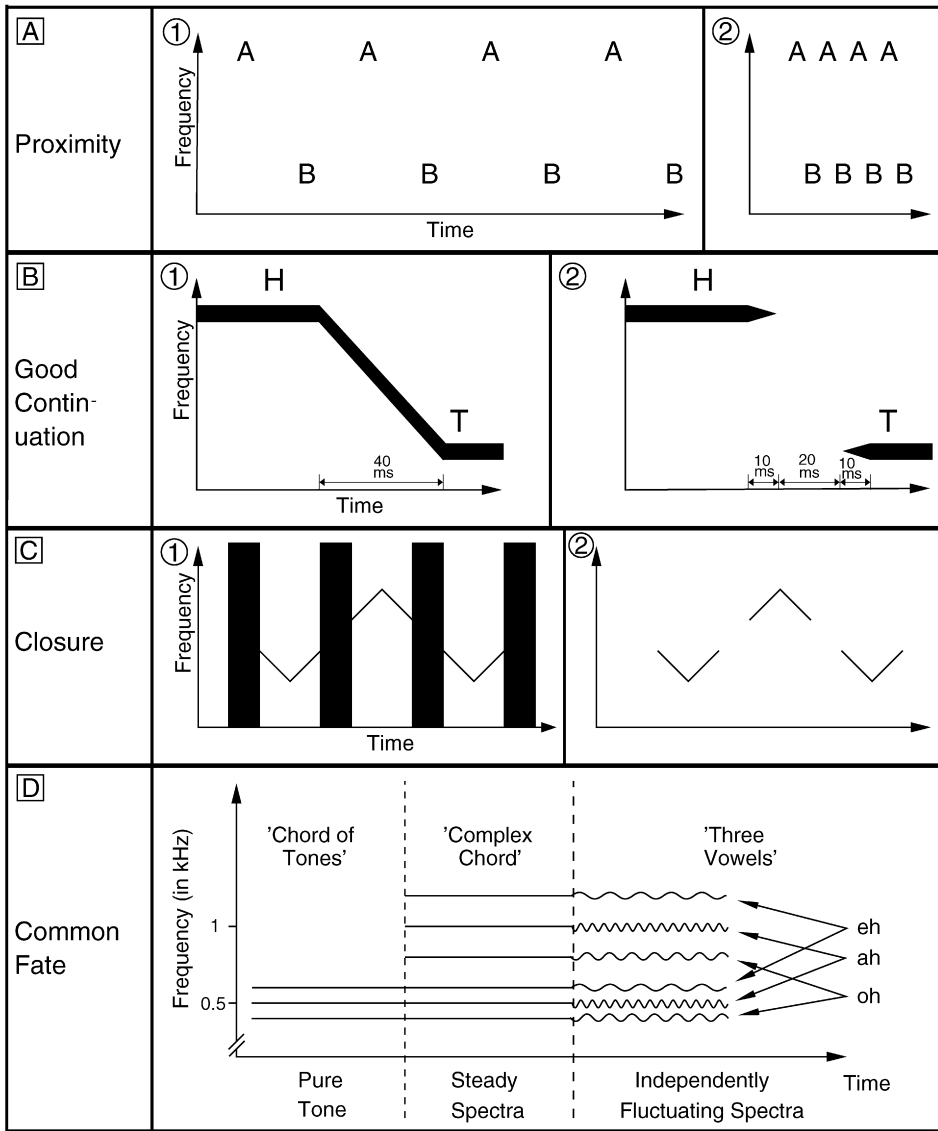 A
Proximity
1
Frequency
A A A A
B B B B
Time
2
A A A A
B B B B
B
Good
Contin-
uation
1
Frequency
H
T
40
ms
Time
2
H
T
10
ms
20
ms
10
ms
C
Closure
1
Frequency
Time
2
D
Common
Fate
Frequency (in kHz)
1
0.5
'Chord of
Tones'
'Complex
Chord'
'Three
Vowels'
eh
ah
oh
Pure
Tone
Steady
Spectra
Independently
Fluctuating Spectra
Time